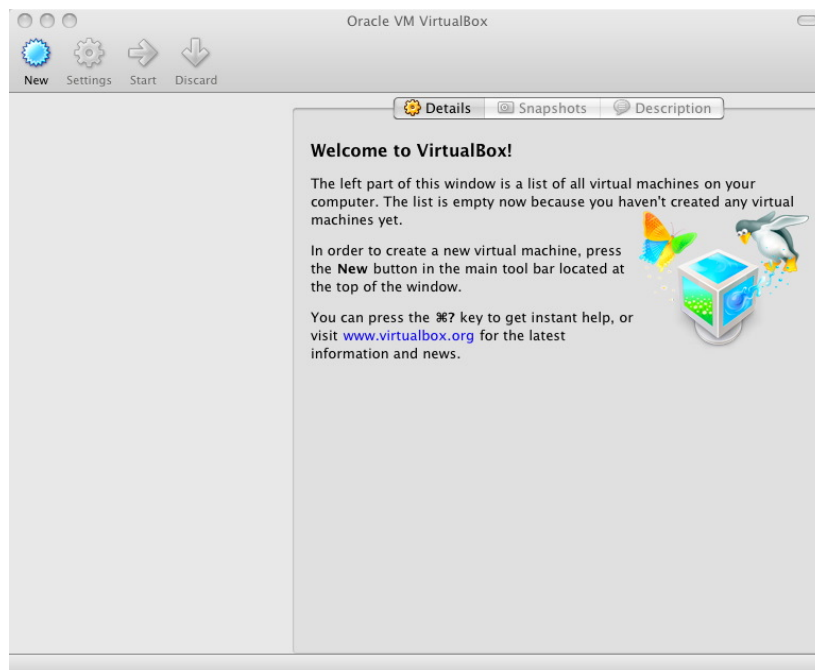 Oracle VM VirtualBox
New Settings Start Discard
Details Snapshots Description
Welcome to VirtualBox!
The left part of this window is a list of all virtual machines on your
computer. The list is empty now because you haven't created any virtual
machines yet.
In order to create a new virtual machine, press
the New button in the main tool bar located at
the top of the window.
You can press the ⌘? key to get instant help, or
visit www.virtualbox.org for the latest
information and news.